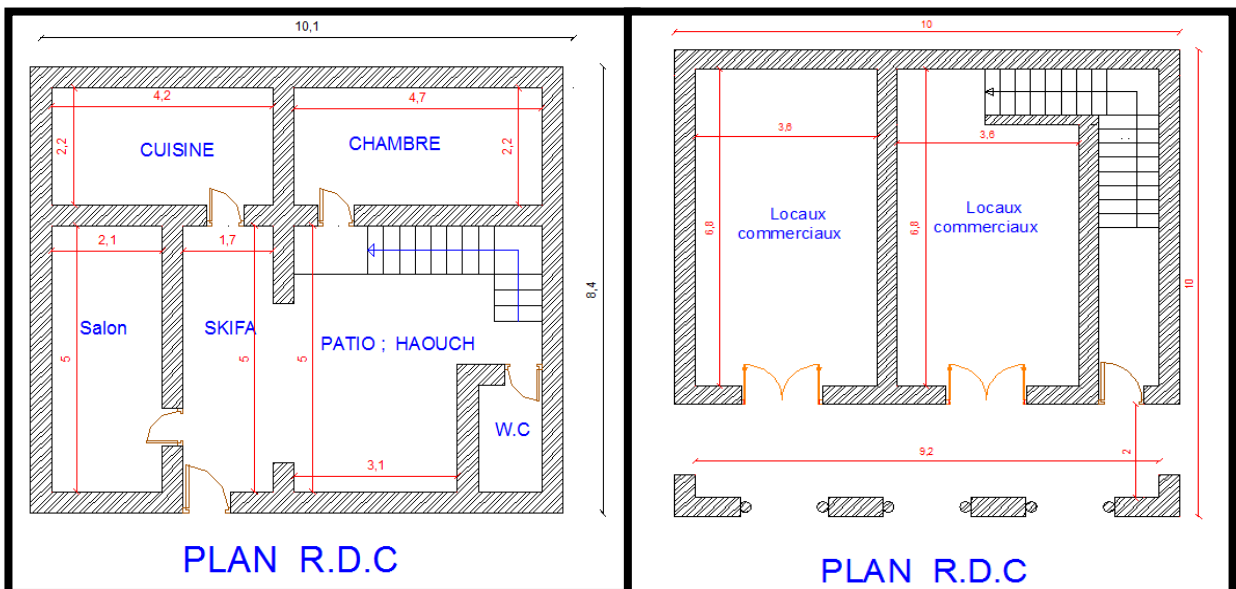 10,1
4,2
4,7
2,2
CUISINE
CHAMBRE
2,2
2,1
1,7
8,4
Salon
SKIFA
PATIO ; HAOUCH
5
5
5
W.C
3,1
PLAN R.D.C
10
3,6
3,6
Locaux
commerciaux
Locaux
commerciaux
6,8
6,8
10
9,2
2
PLAN R.D.C